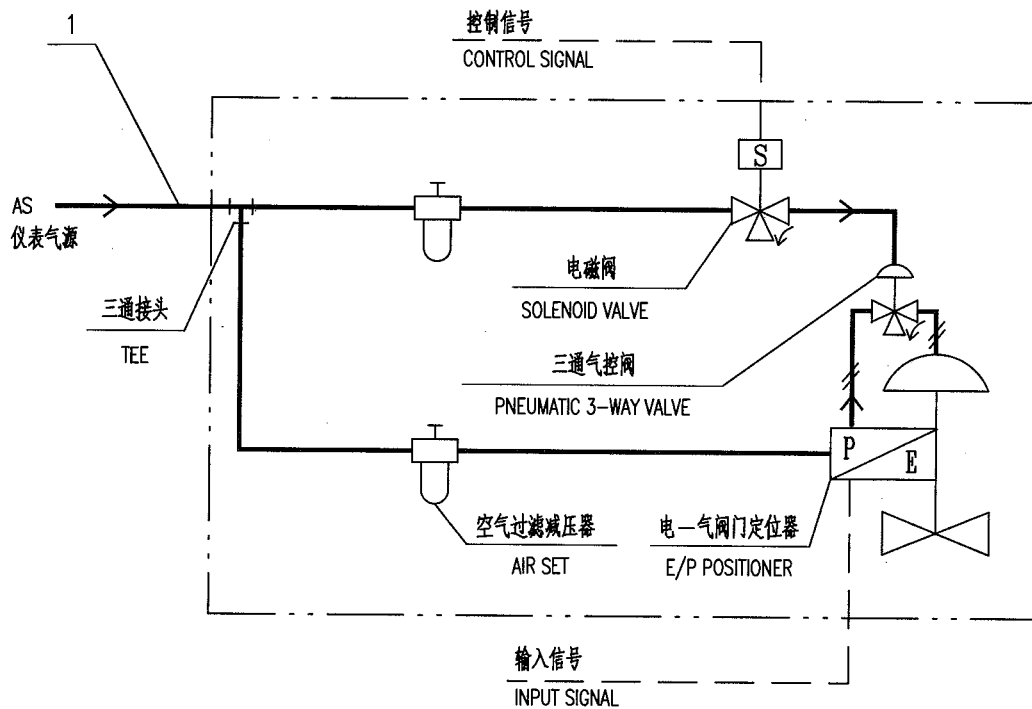 1
控制信号
CONTROL SIGNAL
S
AS
仪表气源
三通接头
TEE
电磁阀
SOLENOID VALVE
三通气控阀
PNEUMATIC 3-WAY VALVE
P
E
空气过滤减压器
AIR SET
电一气阀门定位器
E/P POSITIONER
输入信号
INPUT SIGNAL